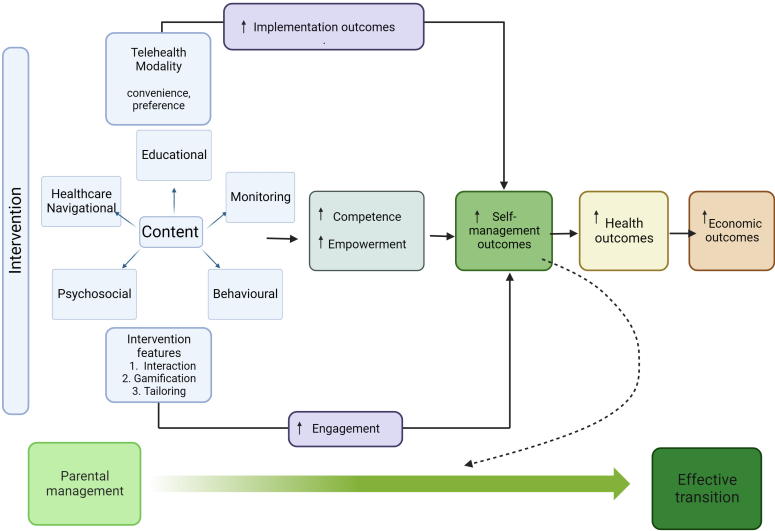 ↑ Implementation outcomes
.
Telehealth
Modality
convenience,
preference
Intervention
Educational
Healthcare
Navigational
Monitoring
Content
Psychosocial
Behavioural
↑ Competence
↑ Empowerment
↑ Self-
management
outcomes
↑ Health
outcomes
↑ Economic
outcomes
Intervention
features
1. Interaction
2. Gamification
3. Tailoring
↑ Engagement
Parental
management
Effective
transition